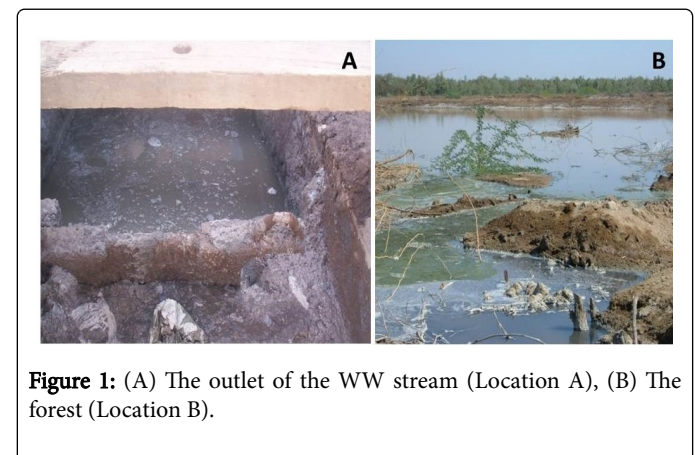 A
B
Figure 1: (A) The outlet of the WW stream (Location A), (B) The
forest (Location B).